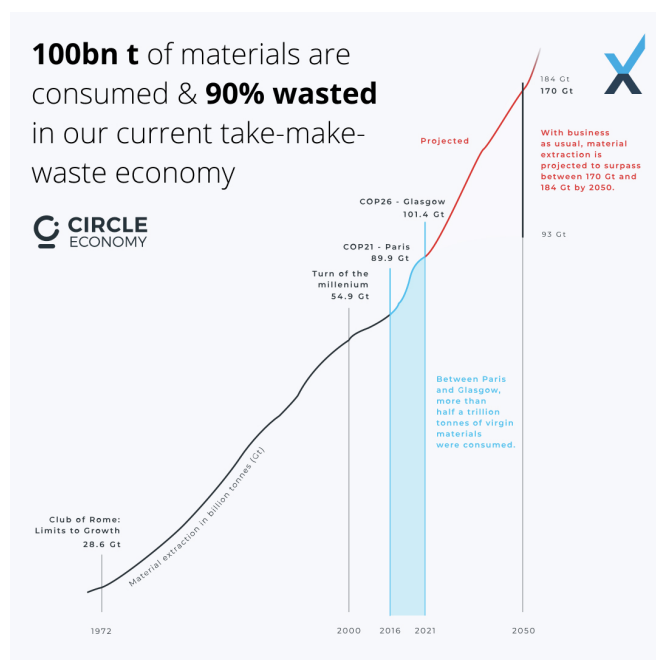 100bn t of materials are
consumed & 90% wasted
in our current take-make-
waste economy
CIRCLE
ECONOMY
184 Gt
170 Gt
With business
as usual, material
extraction is
projected to surpass
between 170 Gt and
184 Gt by 2050.
Projected
COP26 - Glasgow
101.4 Gt
93 Gt
COP21 - Paris
89.9 Gt
Turn of the
millenium
54.9 Gt
Between Paris
and Glasgow,
more than
half a trillion
tonnes of virgin
materials
were consumed.
Material extraction in billion tonnes (Gt)
Club of Rome:
Limits to Growth
28.6 Gt
1972
2000
2016
2021
2050